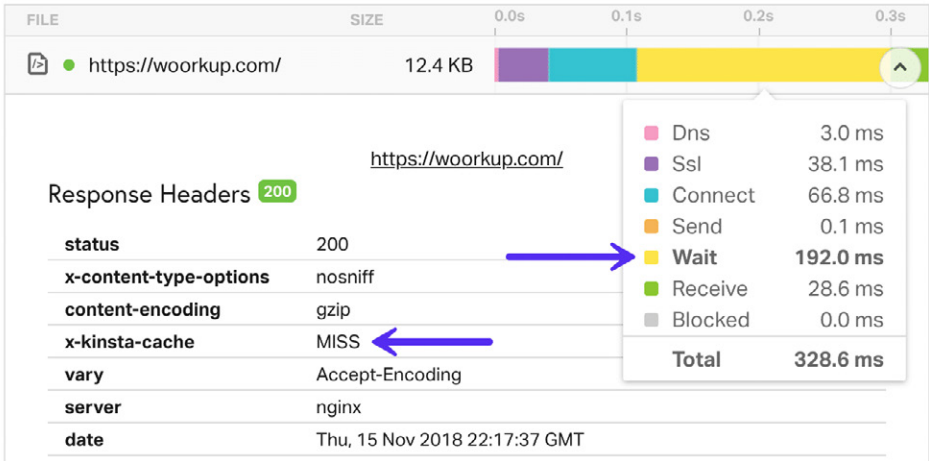 FILE SIZE 0.0s 0.1s 0.2s 0.3s
https://woorkup.com/ 12.4 KB
Dns 3.0 ms
Ssl 38.1 ms
Connect 66.8 ms
Send 0.1 ms
Wait 192.0 ms
Receive 28.6 ms
Blocked 0.0 ms
Total 328.6 ms
https://woorkup.com/
Response Headers 200
status 200
x-content-type-options nosniff
content-encoding gzip
x-kinsta-cache MISS
vary Accept-Encoding
server nginx
date Thu, 15 Nov 2018 22:17:37 GMT